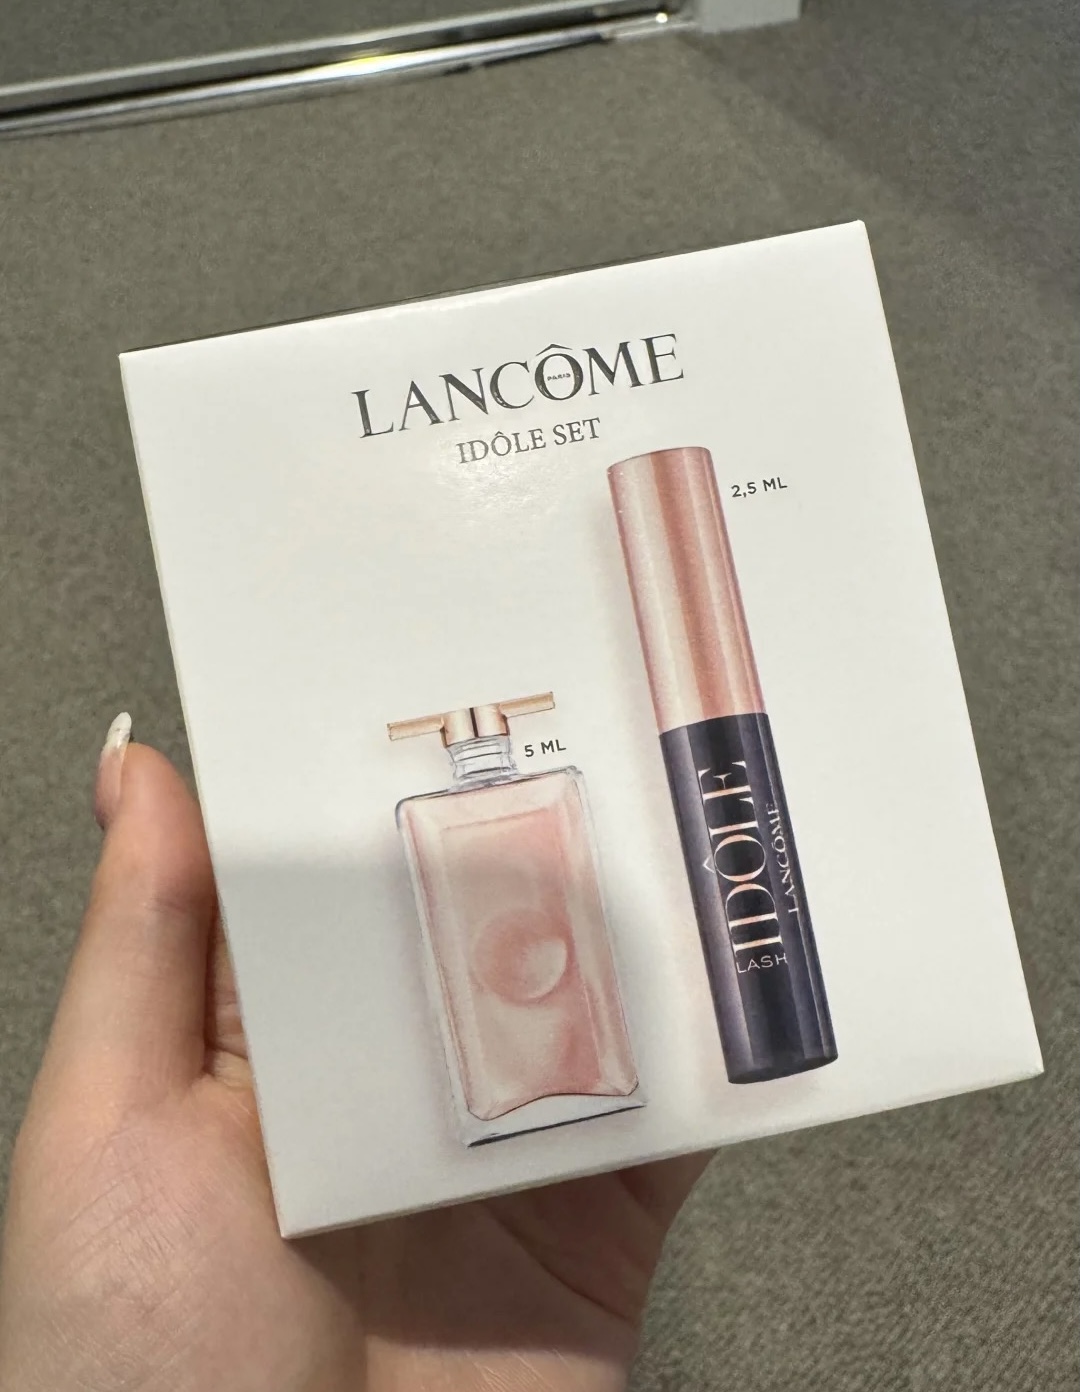 LANCÔME
PARIS
IDÔLE SET
2,5 ML
5 ML
IDÔLE
LANCÔME
LASH